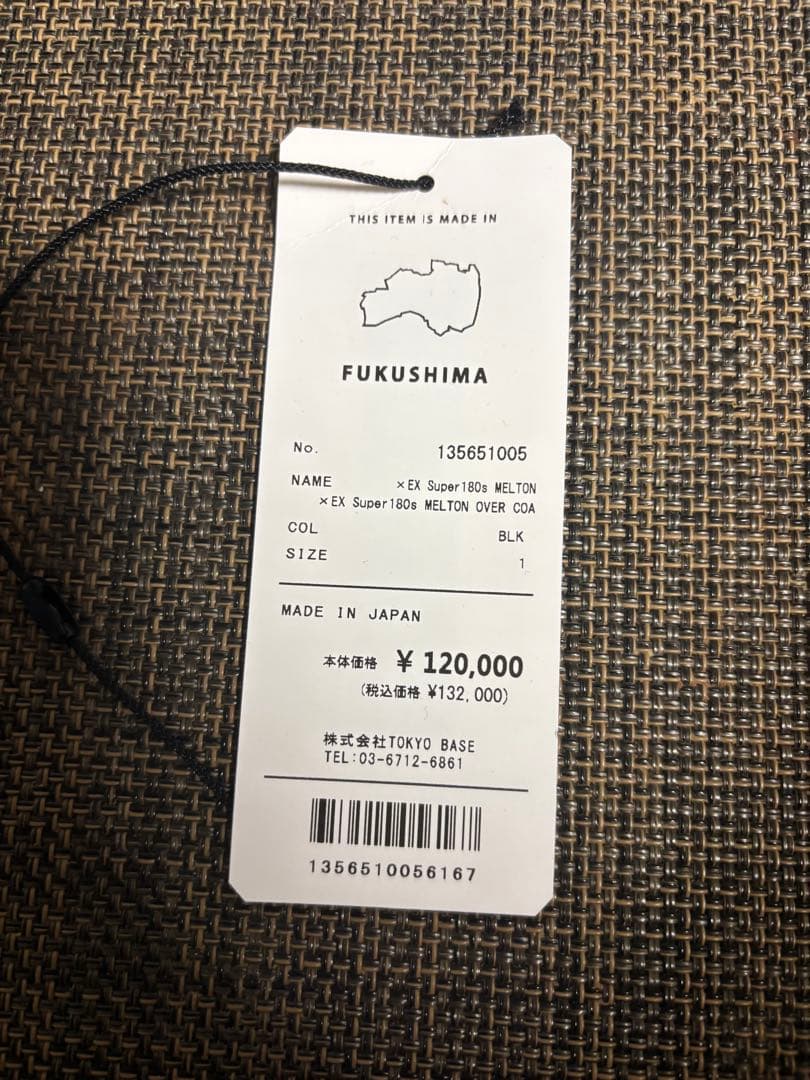 THIS ITEM IS MADE IN
FUKUSHIMA
No. 135651005
NAME ×EX Super180s MELTON
×EX Super180s MELTON OVER COA
COL BLK
SIZE 1
MADE IN JAPAN
本体価格 ¥ 120,000
(税込価格 ¥132,000)
株式会社TOKYO BASE
TEL:03-6712-6861
1356510056167